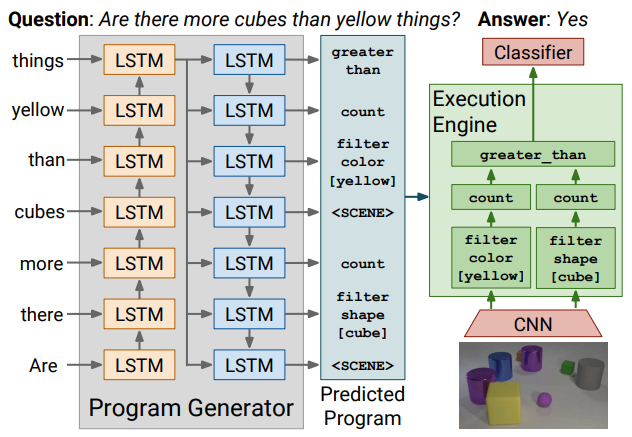 Question: Are there more cubes than yellow things? Answer: Yes
things
yellow
than
cubes
more
there
Are
LSTM
LSTM
LSTM
LSTM
LSTM
LSTM
LSTM
LSTM
LSTM
LSTM
LSTM
LSTM
LSTM
LSTM
Program Generator
greater
than
count
filter
color
[yellow]
<SCENE>
count
filter
shape
[cube]
<SCENE>
Predicted
Program
Classifier
Execution
Engine
greater_than
count
count
filter
color
[yellow]
filter
shape
[cube]
CNN